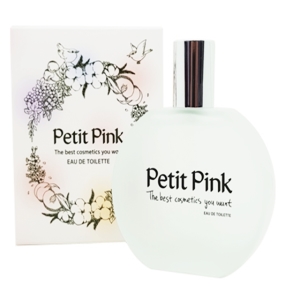 Petit Pink
The best cosmetics you wa
EAU DE TOILETTE
Petit Pink
The best cosmetics you want
EAU DE TOILETTE